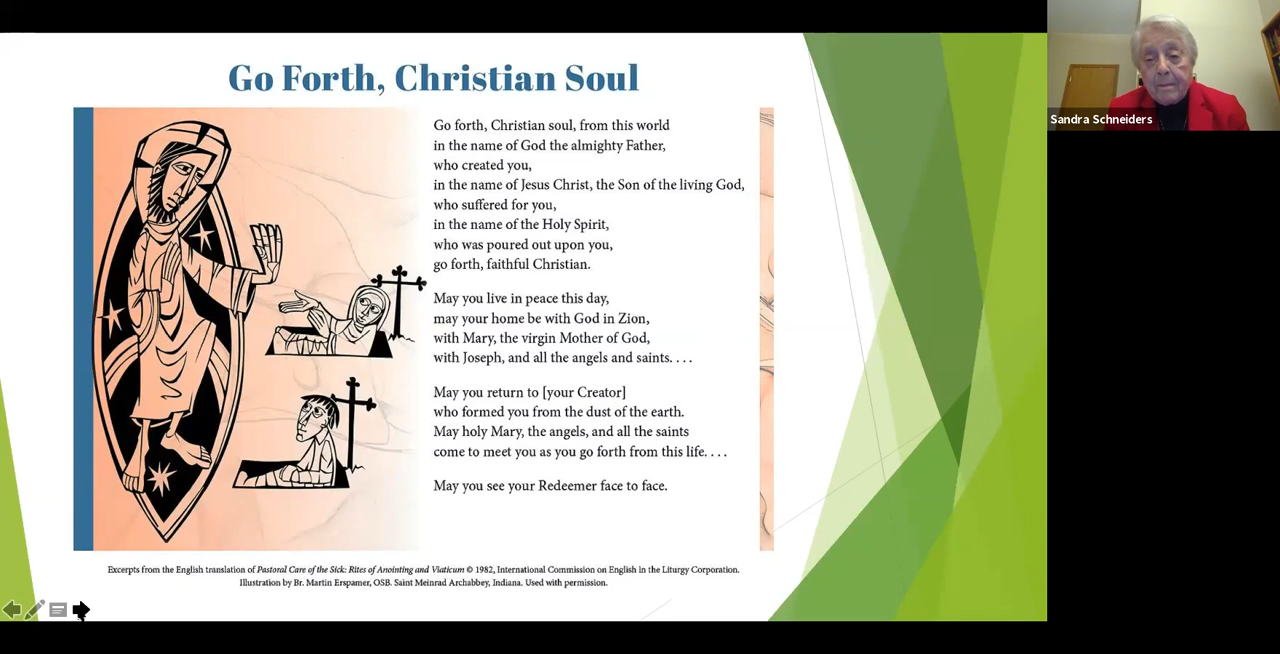 Go Forth, Christian Soul
Go forth, Christian soul, from this world
in the name of God the almighty Father,
who created you,
in the name of Jesus Christ, the Son of the living God,
who suffered for you,
in the name of the Holy Spirit,
who was poured out upon you,
go forth, faithful Christian.
May you live in peace this day,
may your home be with God in Zion,
with Mary, the virgin Mother of God,
with Joseph, and all the angels and saints. . . .
May you return to [your Creator]
who formed you from the dust of the earth.
May holy Mary, the angels, and all the saints
come to meet you as you go forth from this life. . . .
May you see your Redeemer face to face.
Excerpts from the English translation of Pastoral Care of the Sick: Rites of Anointing and Viaticum © 1982, International Commission on English in the Liturgy Corporation.
Illustration by Br. Martin Erspamer, OSB. Saint Meinrad Archabbey, Indiana. Used with permission.
Sandra Schneiders